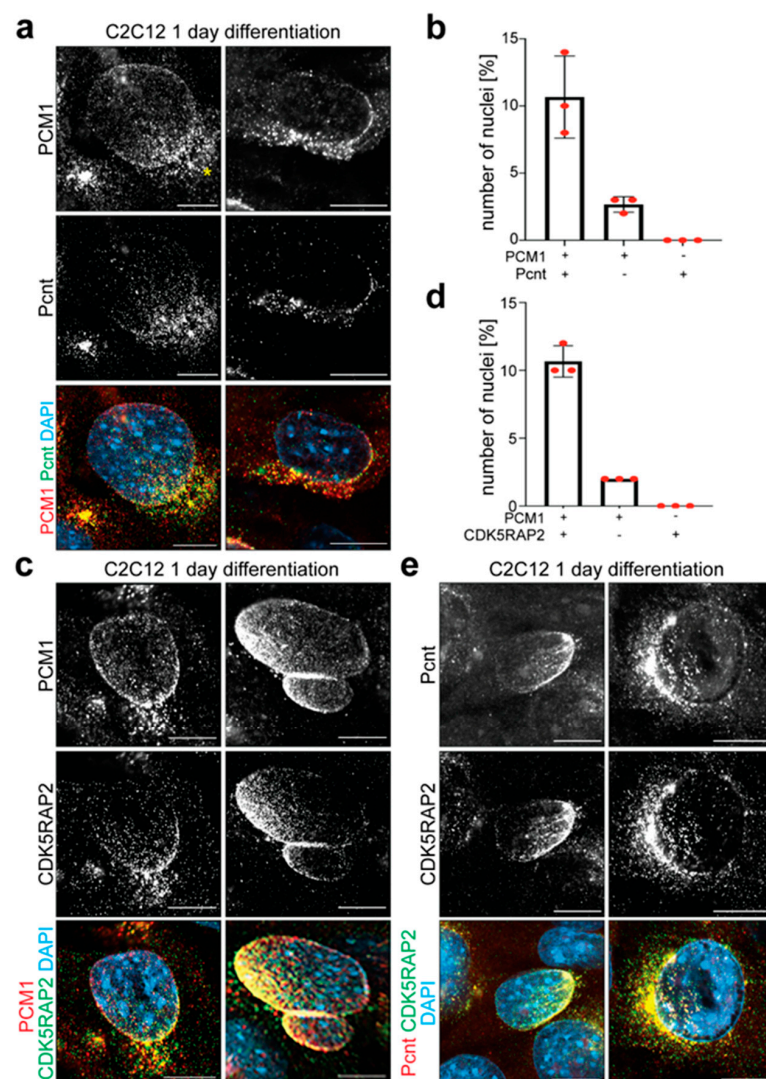 a
C2C12 1 day differentiation
PCM1
*
Pcnt
PCM1 Pcnt DAPI
b
number of nuclei [%]
15
10
5
0
PCM1 + + -
Pcnt + - +
d
number of nuclei [%]
15
10
5
0
PCM1 + + -
CDK5RAP2 + - +
c
C2C12 1 day differentiation
PCM1
CDK5RAP2
PCM1
CDK5RAP2 DAPI
e
C2C12 1 day differentiation
Pcnt
CDK5RAP2
Pcnt CDK5RAP2
DAPI